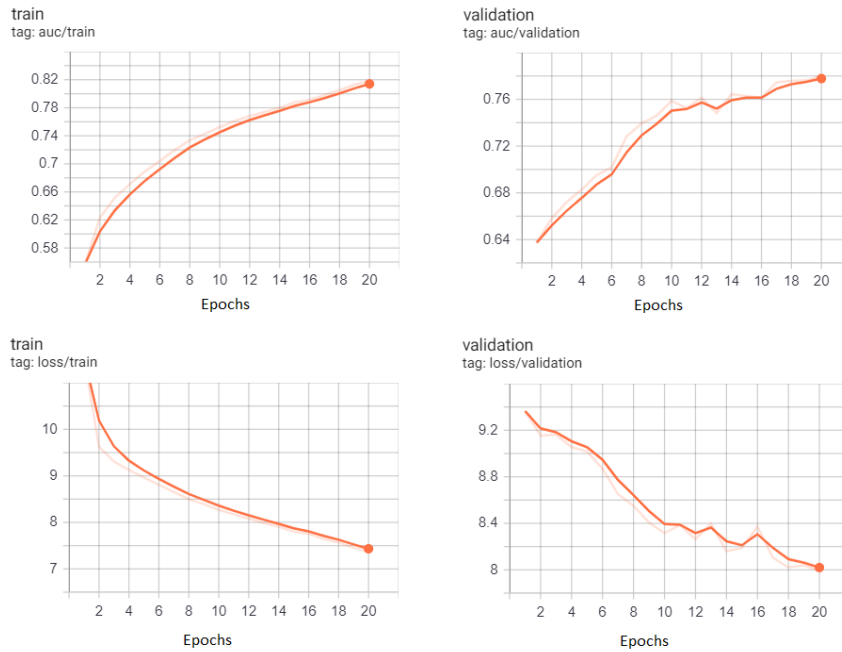 train
tag: auc/train
0.82
0.78
0.74
0.7
0.66
0.62
0.58
2 4 6 8 10 12 14 16 18 20
Epochs
validation
tag: auc/validation
0.76
0.72
0.68
0.64
2 4 6 8 10 12 14 16 18 20
Epochs
train
tag: loss/train
10
9
8
7
2 4 6 8 10 12 14 16 18 20
Epochs
validation
tag: loss/validation
9.2
8.8
8.4
8
2 4 6 8 10 12 14 16 18 20
Epochs